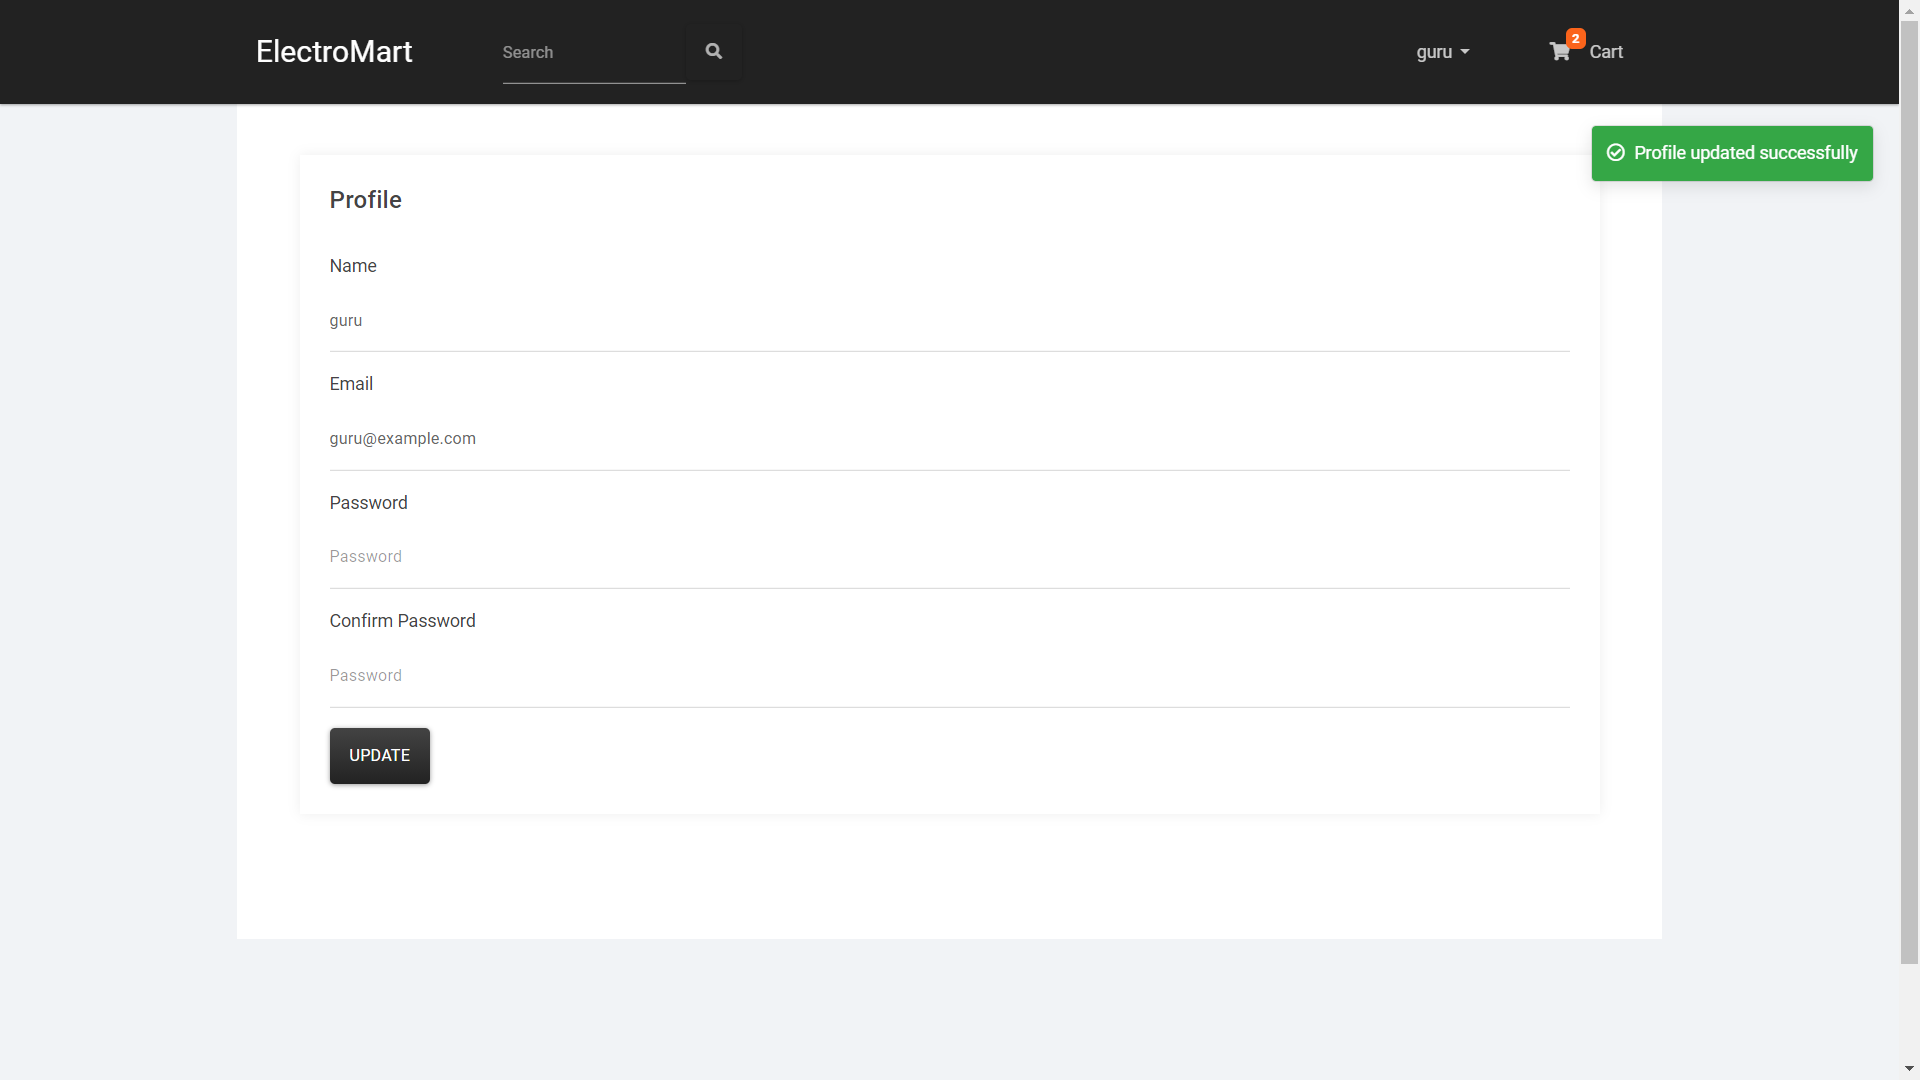 ElectroMart
Search
guru
2
Cart
Profile updated successfully
Profile
Name
guru
Email
guru@example.com
Password
Password
Confirm Password
Password
UPDATE